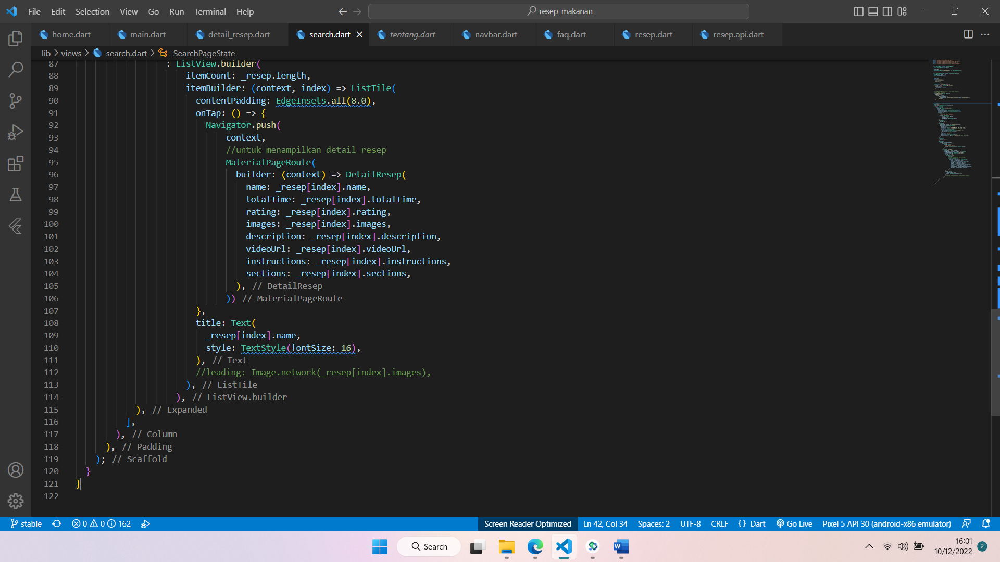 File Edit Selection View Go Run Terminal Help
resep_makanan
home.dart main.dart detail_resep.dart search.dart tentang.dart navbar.dart faq.dart resep.dart resep.api.dart
lib > views > search.dart > _SearchPageState
87 : ListView.builder(
88 itemCount: _resep.length,
89 itemBuilder: (context, index) => ListTile(
90 contentPadding: EdgeInsets.all(8.0),
91 onTap: () => {
92 Navigator.push(
93 context,
94 //untuk menampilkan detail resep
95 MaterialPageRoute(
96 builder: (context) => DetailResep(
97 name: _resep[index].name,
98 totalTime: _resep[index].totalTime,
99 rating: _resep[index].rating,
100 images: _resep[index].images,
101 description: _resep[index].description,
102 videoUrl: _resep[index].videoUrl,
103 instructions: _resep[index].instructions,
104 sections: _resep[index].sections,
105 ), // DetailResep
106 )) // MaterialPageRoute
107 },
108 title: Text(
109 _resep[index].name,
110 style: TextStyle(fontSize: 16),
111 ), // Text
112 //leading: Image.network(_resep[index].images),
113 ), // ListTile
114 ), // ListView.builder
115 ), // Expanded
116 ],
117 ), // Column
118 ), // Padding
119 ); // Scaffold
120 }
121 }
122
stable 0 0 162 Screen Reader Optimized Ln 42, Col 34 Spaces: 2 UTF-8 CRLF {} Dart Go Live Pixel 5 API 30 (android-x86 emulator)
Search
16:01
10/12/2022
2